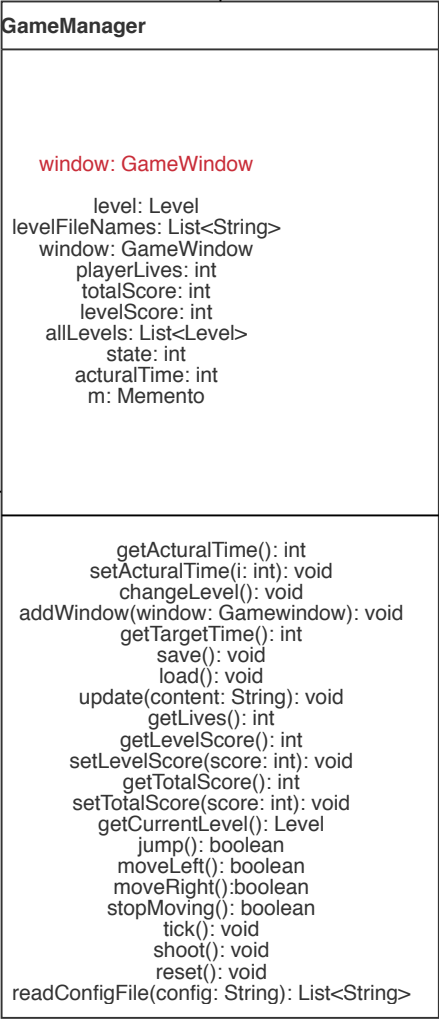 GameManager
window: GameWindow
level: Level
levelFileNames: List<String>
window: GameWindow
playerLives: int
totalScore: int
levelScore: int
allLevels: List<Level>
state: int
acturalTime: int
m: Memento
getActuralTime(): int
setActuralTime(i: int): void
changeLevel(): void
addWindow(window: Gamewindow): void
getTargetTime(): int
save(): void
load(): void
update(content: String): void
getLives(): int
getLevelScore(): int
setLevelScore(score: int): void
getTotalScore(): int
setTotalScore(score: int): void
getCurrentLevel(): Level
jump(): boolean
moveLeft(): boolean
moveRight():boolean
stopMoving(): boolean
tick(): void
shoot(): void
reset(): void
readConfigFile(config: String): List<String>